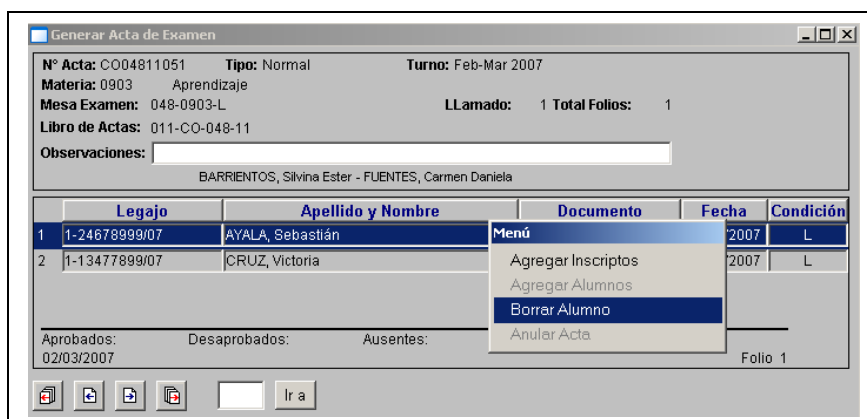 Generar Acta de Examen
Nº Acta: CO04811051 Tipo: Normal Turno: Feb-Mar 2007
Materia: 0903 Aprendizaje
Mesa Examen: 048-0903-L LLamado: 1 Total Folios: 1
Libro de Actas: 011-CO-048-11
Observaciones:
BARRIENTOS, Silvina Ester - FUENTES, Carmen Daniela
Legajo Apellido y Nombre Documento Fecha Condición
1 1-24678999/07 AYALA, Sebastián /2007 L
2 1-13477899/07 CRUZ, Victoria /2007 L
Menú
Agregar Inscriptos
Agregar Alumnos
Borrar Alumno
Anular Acta
Aprobados: Desaprobados: Ausentes:
02/03/2007 Folio 1
Ir a